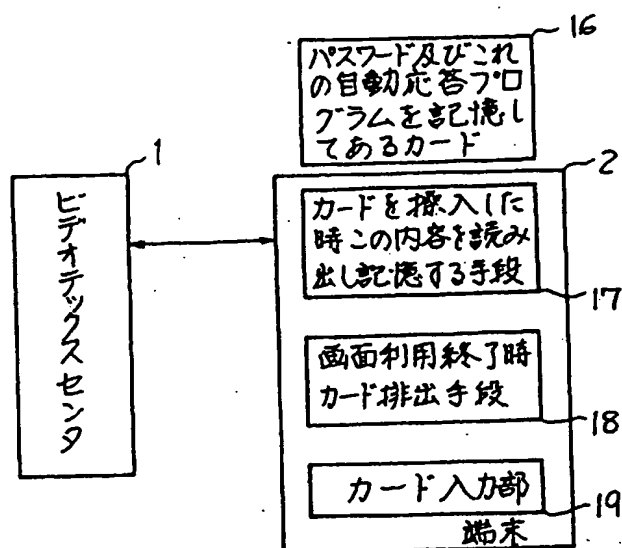 16
パスワード及びこれ
の自動応答プロ
グラムを記憶し
てあるカード
1
ビデオテックスセンタ
2
カードを挿入した
時この内容を読み
出し記憶する手段
17
画面利用終了時
カード排出手段
18
カード入力部
19
端末